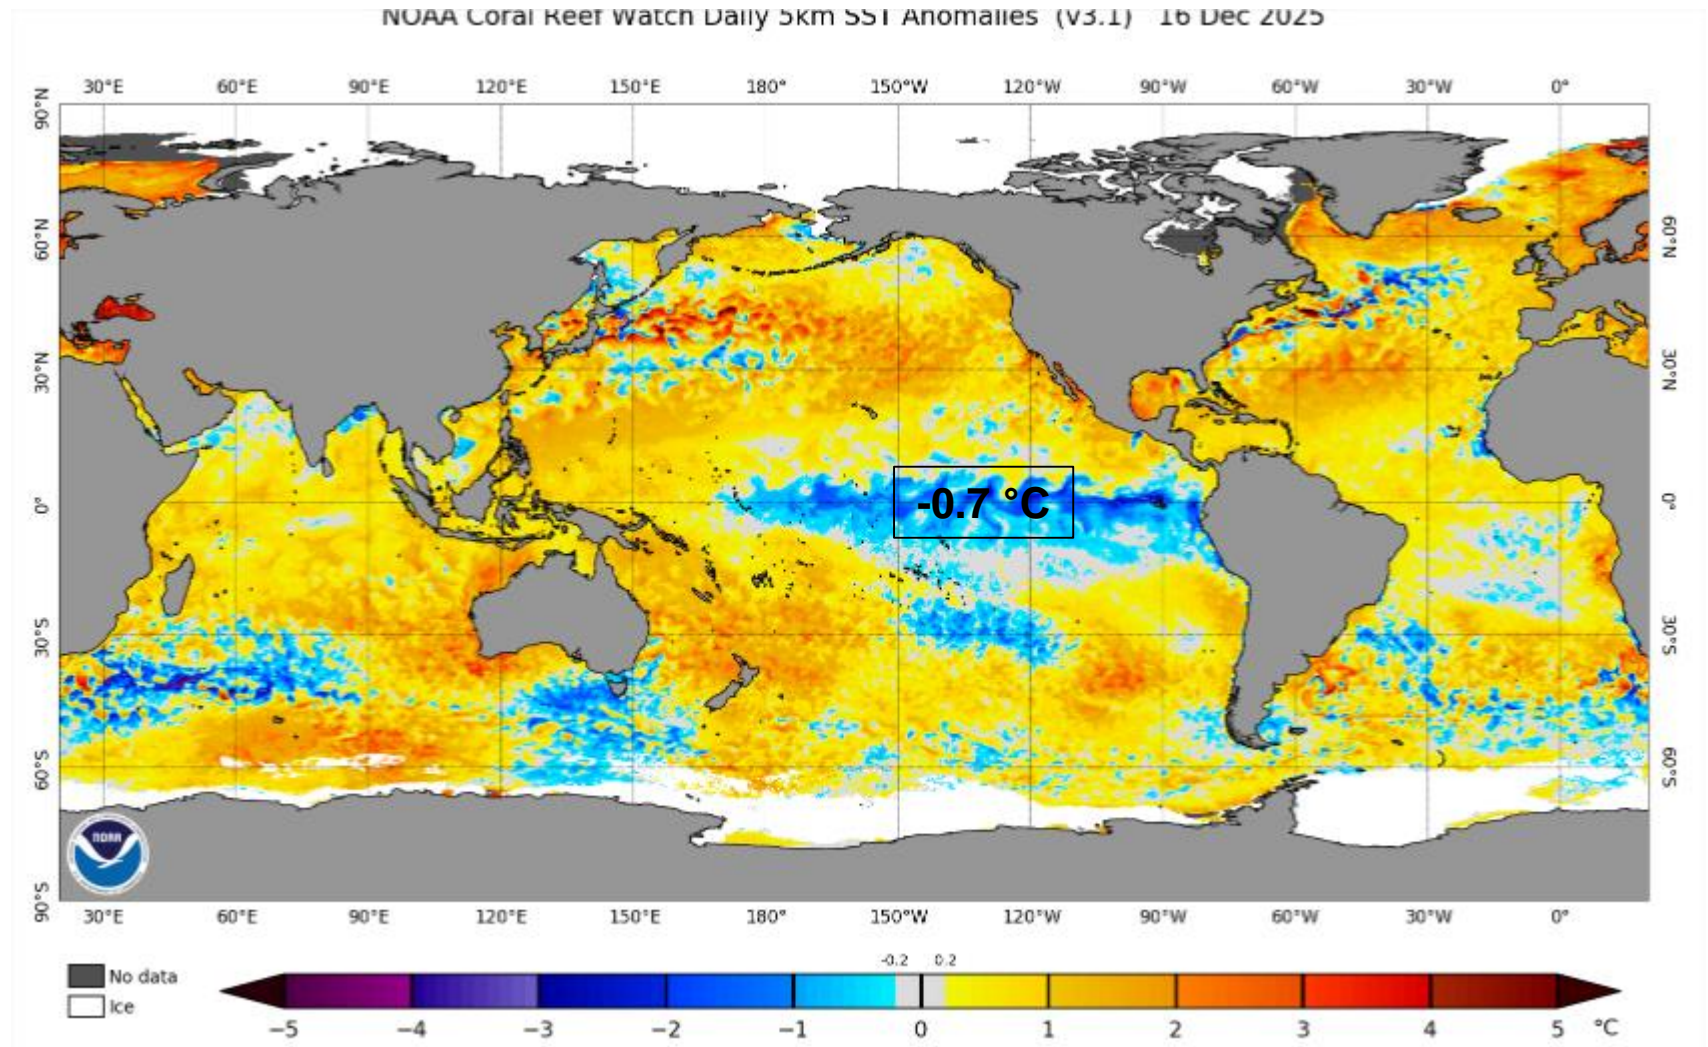 NOAA Coral Reef Watch Daily 5km SST Anomalies (v3.1) 16 Dec 2025
30°E 60°E 90°E 120°E 150°E 180° 150°W 120°W 90°W 60°W 30°W 0°
90°N
60°N 60°N
30°N 30°N
0° 0°
-0.7 °C
30°S 30°S
60°S 60°S
90°S
NOAA
30°E 60°E 90°E 120°E 150°E 180° 150°W 120°W 90°W 60°W 30°W 0°
-0.2 0.2
No data
Ice
−5 −4 −3 −2 −1 0 1 2 3 4 5 °C